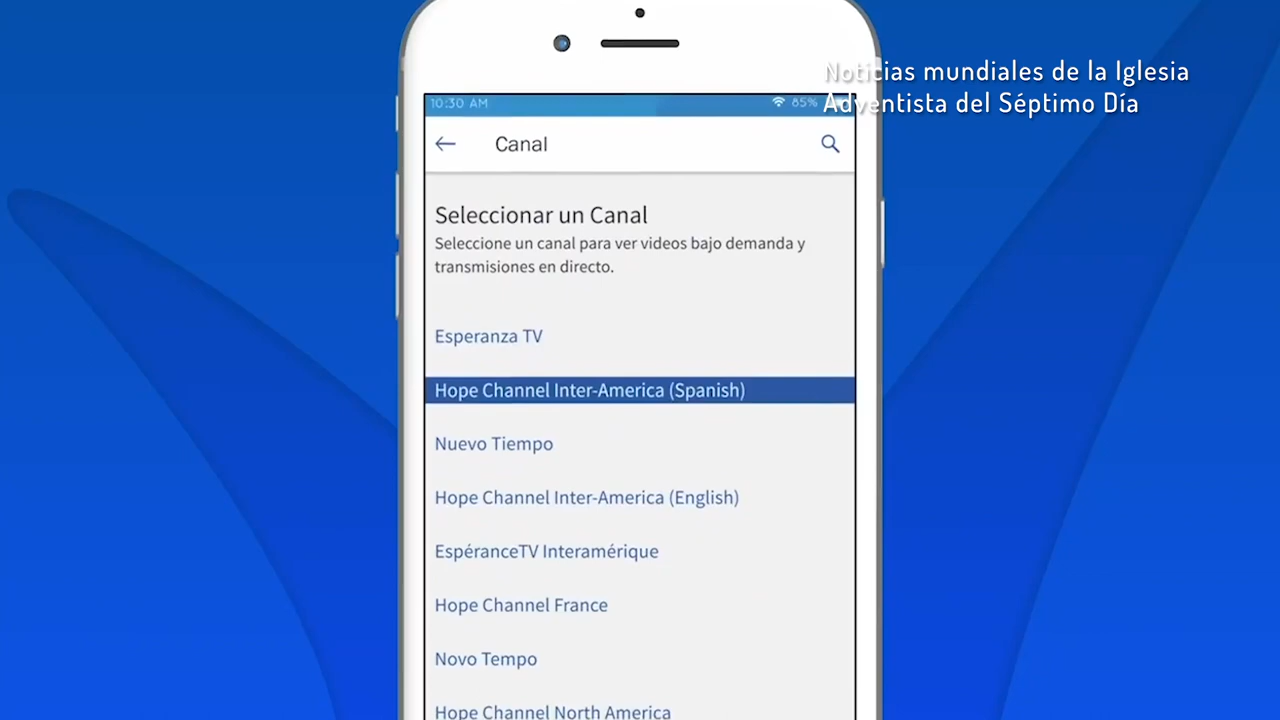 Noticias mundiales de la Iglesia
Adventista del Séptimo Día
10:30 AM 85%
Canal
Seleccionar un Canal
Seleccione un canal para ver videos bajo demanda y
transmisiones en directo.
Esperanza TV
Hope Channel Inter-America (Spanish)
Nuevo Tiempo
Hope Channel Inter-America (English)
EspéranceTV Interamérique
Hope Channel France
Novo Tempo
Hope Channel North America